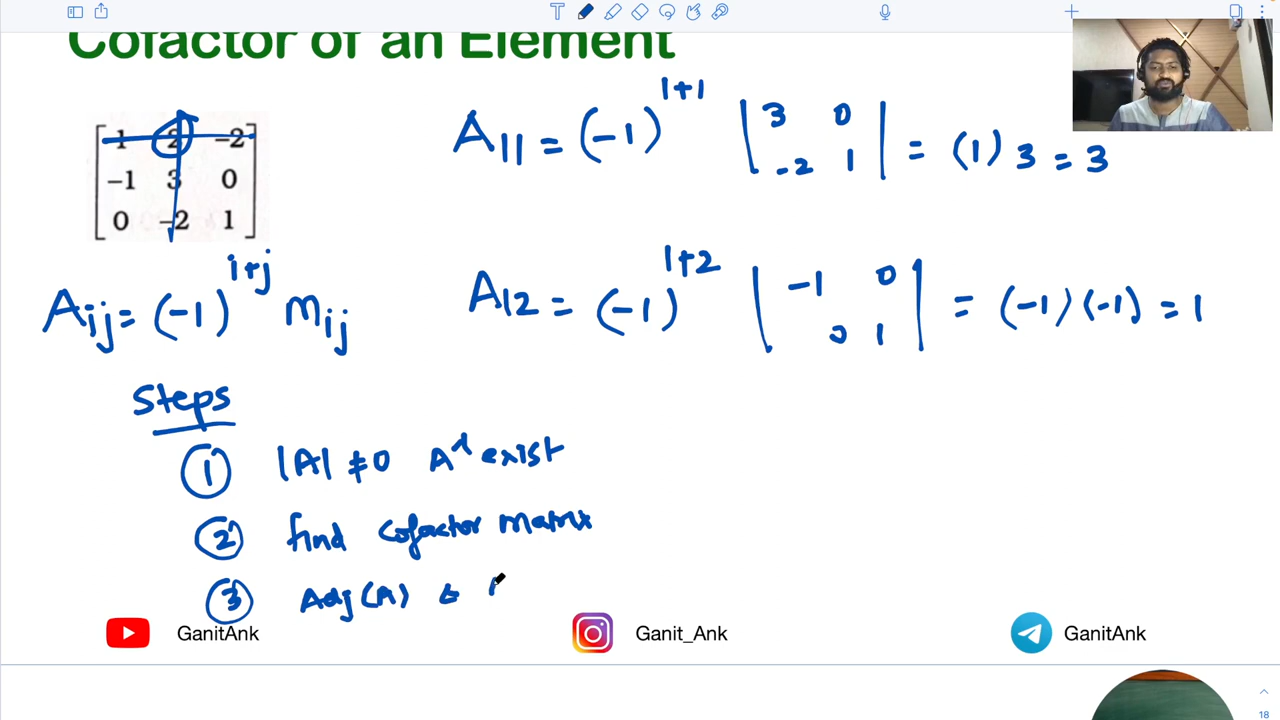 Cofactor of an Element
1 2 -2
-1 3 0
0 -2 1
A11 = (-1)^1+1 | 3 0 | = (1) 3 = 3
-2 1
Aij = (-1)^i+j Mij
A12 = (-1)^1+2 | -1 0 | = (-1)(-1) = 1
0 1
Steps
① |A| ≠ 0 A^-1 exist
② find cofactor matrix
③ Adj(A) &
GanitAnk
Ganit_Ank
GanitAnk
18